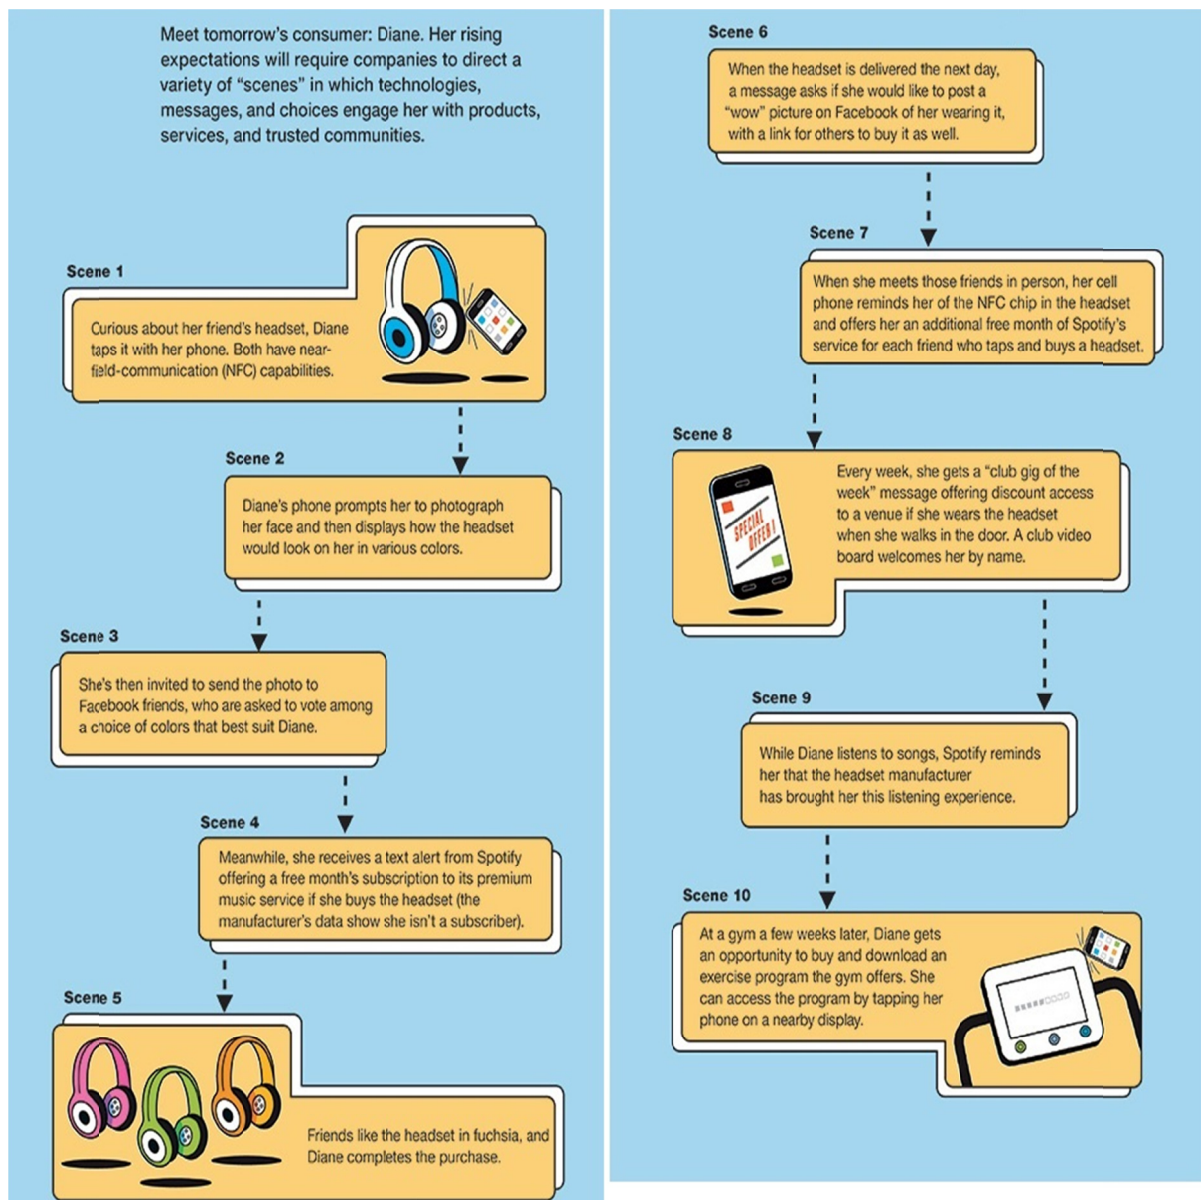 Meet tomorrow's consumer: Diane. Her rising
expectations will require companies to direct a
variety of “scenes” in which technologies,
messages, and choices engage her with products,
services, and trusted communities.
Scene 1
Curious about her friend's headset, Diane
taps it with her phone. Both have near-
field-communication (NFC) capabilities.
Scene 2
Diane's phone prompts her to photograph
her face and then displays how the headset
would look on her in various colors.
Scene 3
She's then invited to send the photo to
Facebook friends, who are asked to vote among
a choice of colors that best suit Diane.
Scene 4
Meanwhile, she receives a text alert from Spotify
offering a free month's subscription to its premium
music service if she buys the headset (the
manufacturer's data show she isn't a subscriber).
Scene 5
Friends like the headset in fuchsia, and
Diane completes the purchase.
Scene 6
When the headset is delivered the next day,
a message asks if she would like to post a
“wow” picture on Facebook of her wearing it,
with a link for others to buy it as well.
Scene 7
When she meets those friends in person, her cell
phone reminds her of the NFC chip in the headset
and offers her an additional free month of Spotify's
service for each friend who taps and buys a headset.
Scene 8
SPECIAL
OFFER!
Every week, she gets a “club gig of the
week” message offering discount access
to a venue if she wears the headset
when she walks in the door. A club video
board welcomes her by name.
Scene 9
While Diane listens to songs, Spotify reminds
her that the headset manufacturer
has brought her this listening experience.
Scene 10
At a gym a few weeks later, Diane gets
an opportunity to buy and download an
exercise program the gym offers. She
can access the program by tapping her
phone on a nearby display.